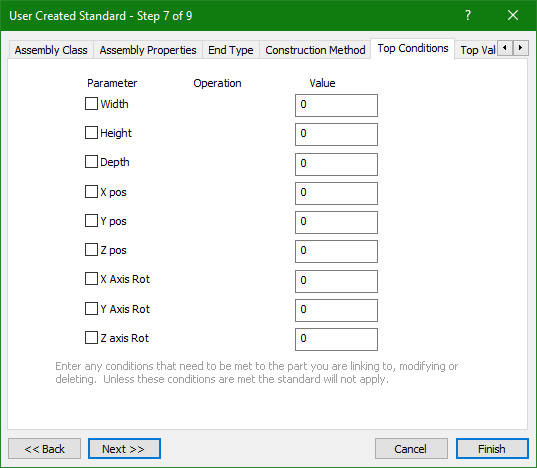 User Created Standard - Step 7 of 9 ?
Assembly Class Assembly Properties End Type Construction Method Top Conditions Top Val
Parameter Operation Value
Width 0
Height 0
Depth 0
X pos 0
Y pos 0
Z pos 0
X Axis Rot 0
Y Axis Rot 0
Z axis Rot 0
Enter any conditions that need to be met to the part you are linking to, modifying or
deleting. Unless these conditions are met the standard will not apply.
<< Back Next >> Cancel Finish